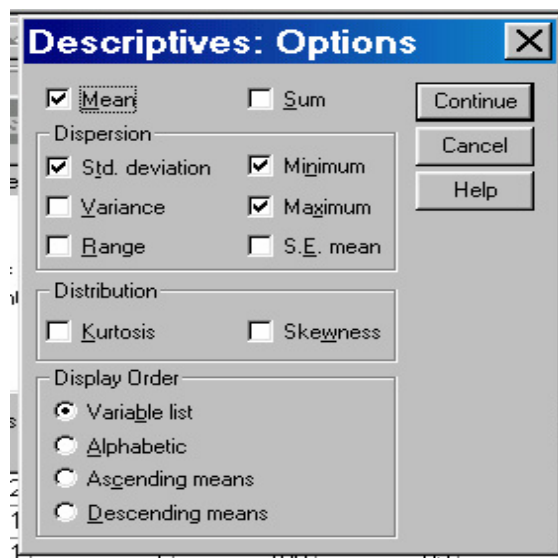 Descriptives: Options
Mean Sum Continue
Dispersion Cancel
Std. deviation Minimum Help
Variance Maximum
Range S.E. mean
Distribution
Kurtosis Skewness
Display Order
Variable list
Alphabetic
Ascending means
Descending means